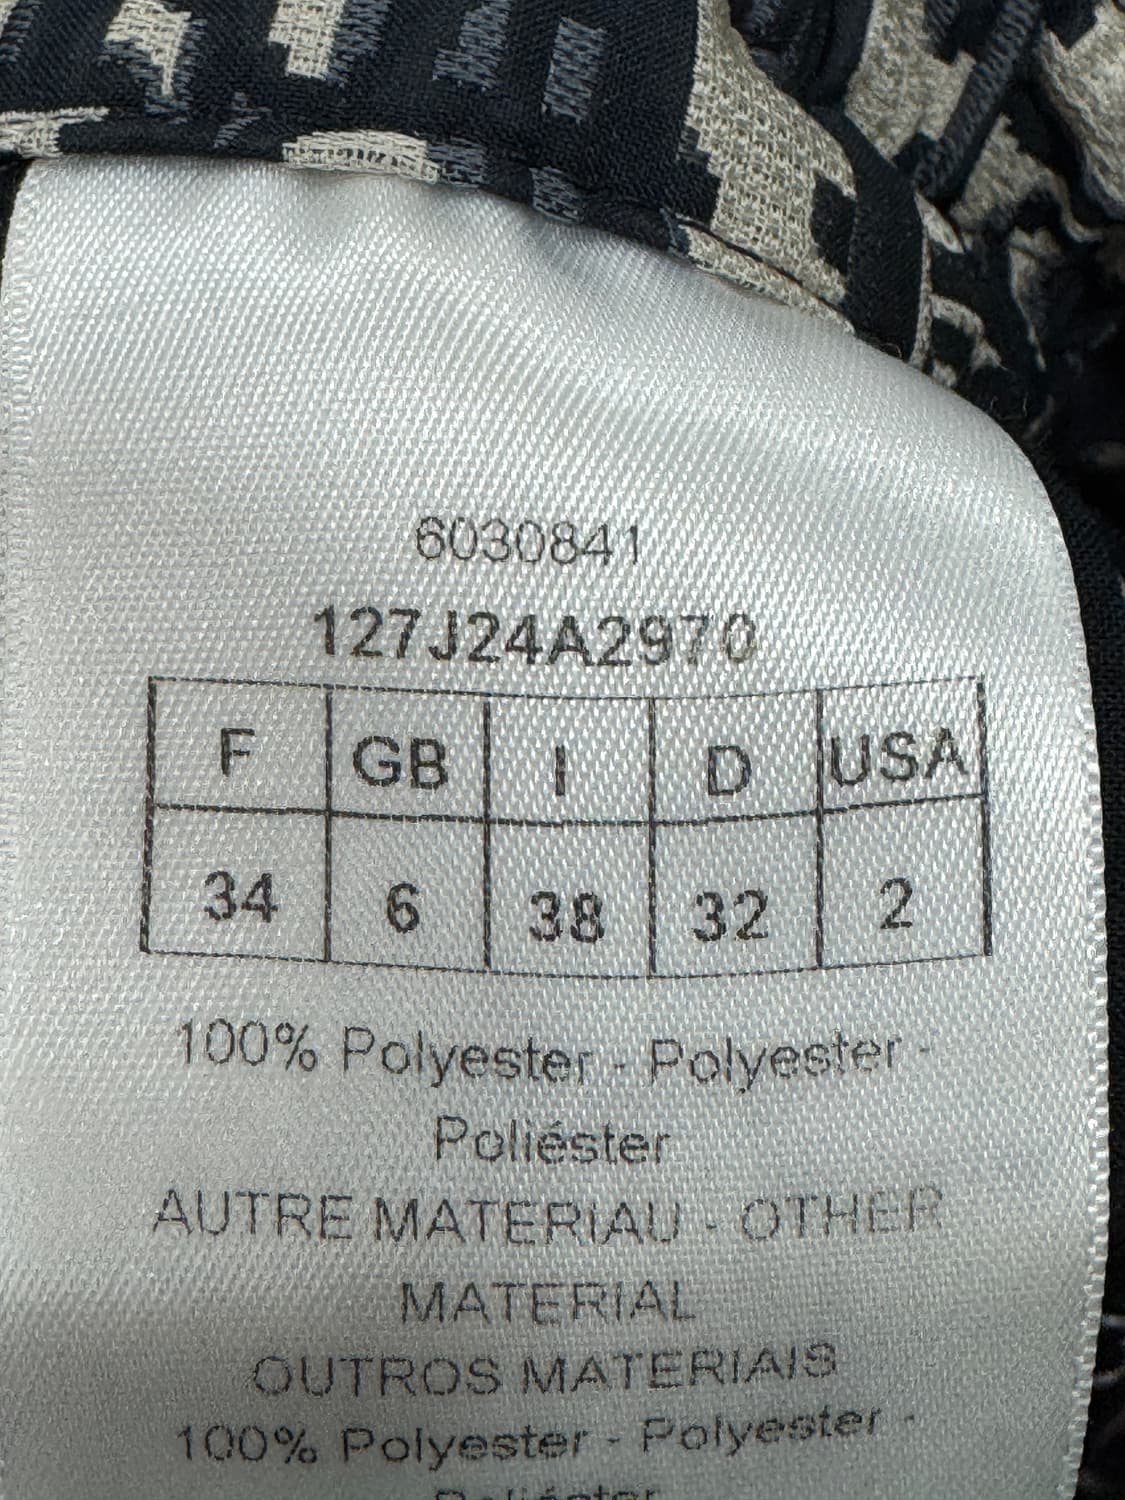 6030841
127J24A2970
F GB I D USA
34 6 38 32 2
100% Polyester - Polyester -
Poliéster
AUTRE MATERIAU - OTHER
MATERIAL
OUTROS MATERIAIS
100% Polyester - Polyester -
Poliéster